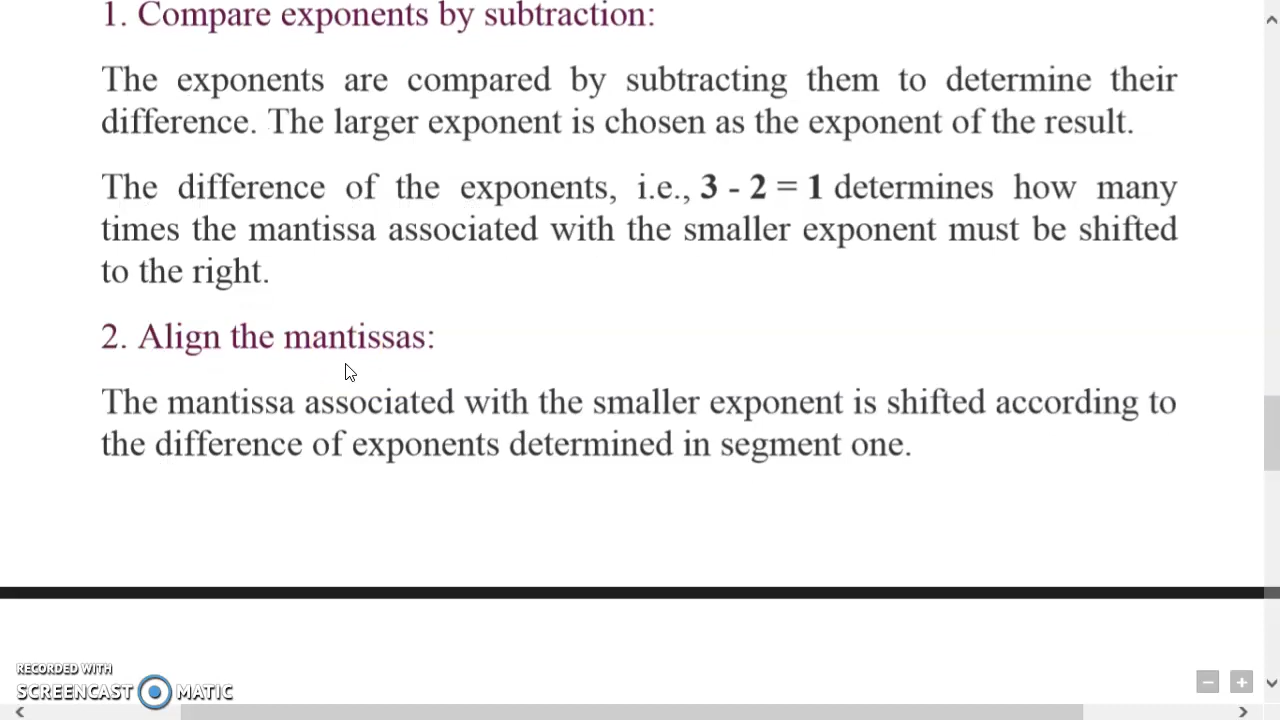 1. Compare exponents by subtraction:
The exponents are compared by subtracting them to determine their
difference. The larger exponent is chosen as the exponent of the result.
The difference of the exponents, i.e., 3 - 2 = 1 determines how many
times the mantissa associated with the smaller exponent must be shifted
to the right.
2. Align the mantissas:
The mantissa associated with the smaller exponent is shifted according to
the difference of exponents determined in segment one.
RECORDED WITH
SCREENCAST MATIC